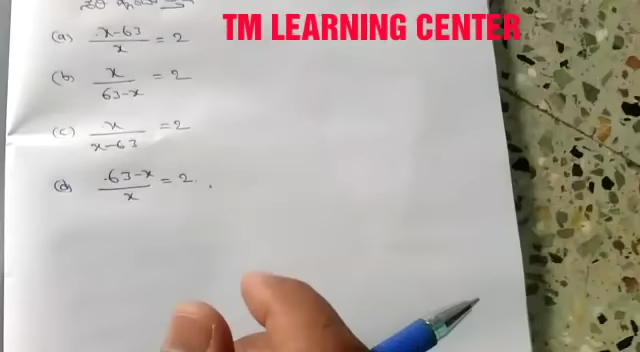 TM LEARNING CENTER
(a) x-63/x = 2
(b) x/63-x = 2
(c) x/x-63 = 2
(d) 63-x/x = 2.